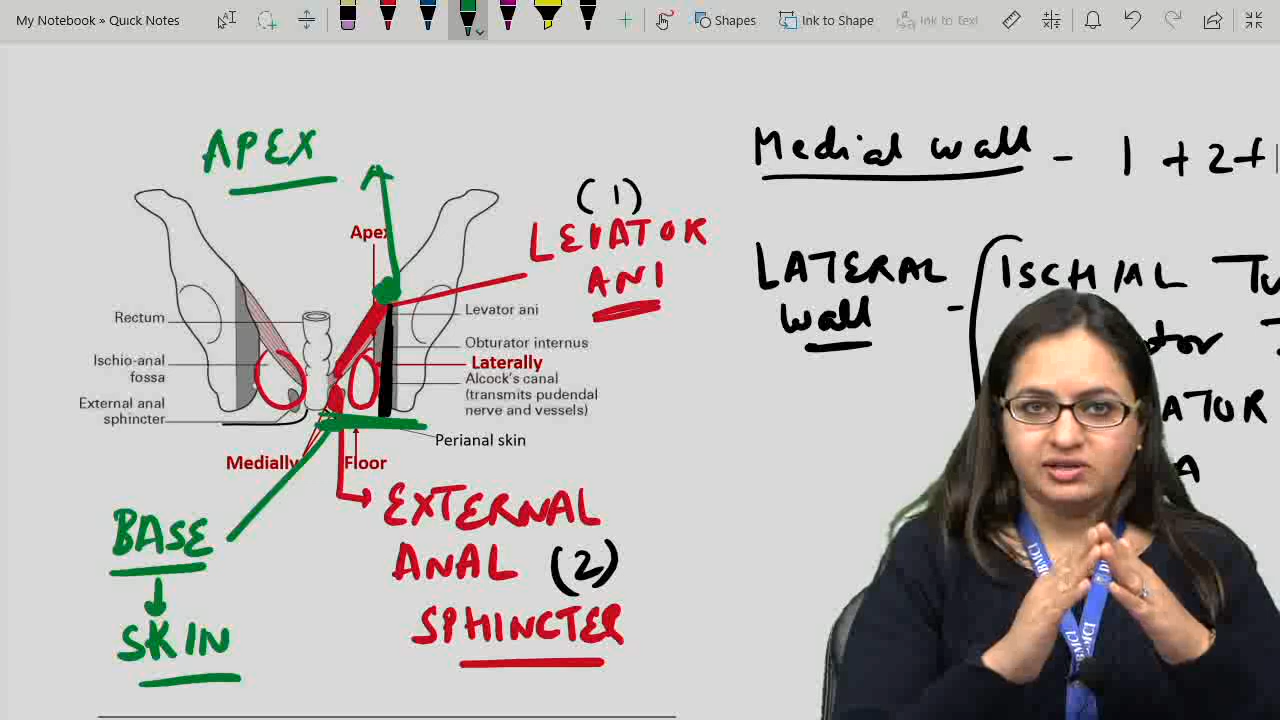 My Notebook » Quick Notes
Shapes
Ink to Shape
Ink to Text
APEX
Medial wall - 1 + 2 +
(1)
LEVATOR
ANI
Apex
LATERAL
wall -
ISCHIAL
Rectum
Levator ani
Obturator internus
Ischio-anal
fossa
Laterally
Alcock's canal
(transmits pudendal
nerve and vessels)
External anal
sphincter
Perianal skin
Medially
Floor
EXTERNAL
ANAL (2)
SPHINCTER
BASE
SKIN